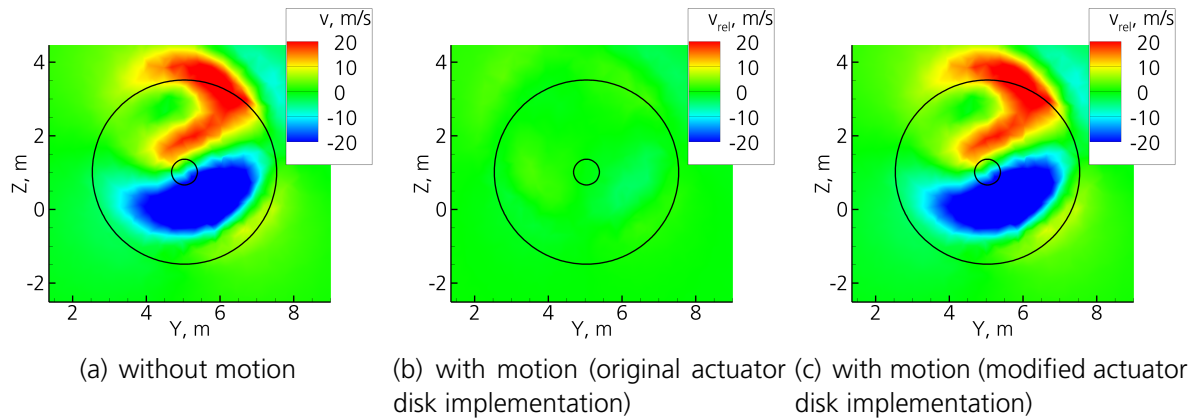 v, m/s
20
10
0
-10
-20
4
2
0
-2
Z, m
2 4 6 8
Y, m
v_rel, m/s
20
10
0
-10
-20
4
2
0
-2
Z, m
2 4 6 8
Y, m
v_rel, m/s
20
10
0
-10
-20
4
2
0
-2
Z, m
2 4 6 8
Y, m
(a) without motion
(b) with motion (original actuator
disk implementation)
(c) with motion (modified actuator
disk implementation)